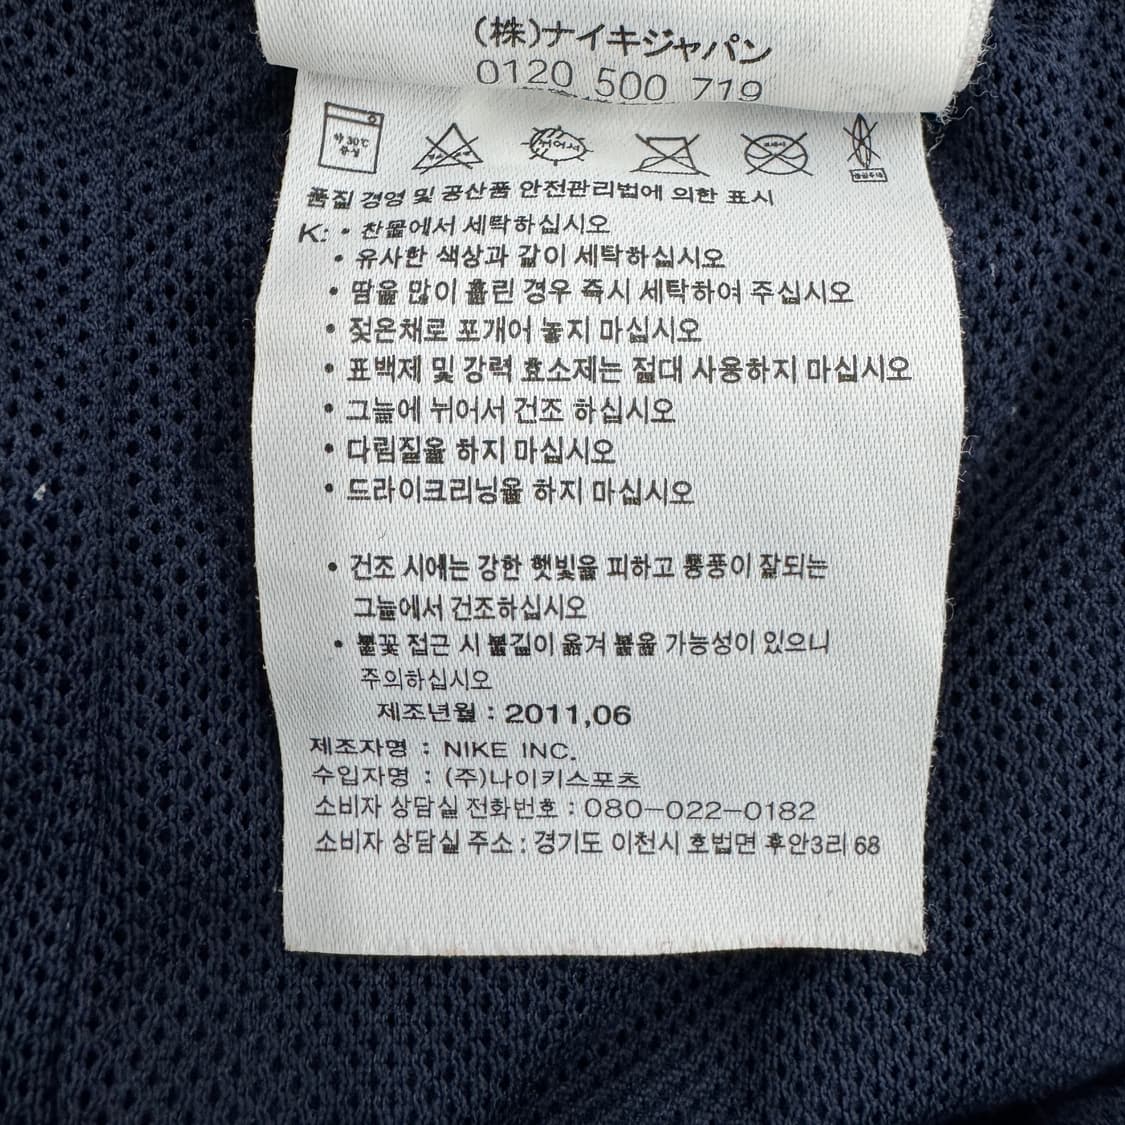 (株)ナイキジャパン
0120 500 719
약 30℃
중성
품질 경영 및 공산품 안전관리법에 의한 표시
K: • 찬물에서 세탁하십시오
• 유사한 색상과 같이 세탁하십시오
• 땀을 많이 흘린 경우 즉시 세탁하여 주십시오
• 젖은채로 포개어 놓지 마십시오
• 표백제 및 강력 효소제는 절대 사용하지 마십시오
• 그늘에 뉘어서 건조 하십시오
• 다림질을 하지 마십시오
• 드라이크리닝을 하지 마십시오
• 건조 시에는 강한 햇빛을 피하고 통풍이 잘되는
그늘에서 건조하십시오
• 불꽃 접근 시 불길이 옮겨 붙을 가능성이 있으니
주의하십시오
제조년월 : 2011,06
제조자명 : NIKE INC.
수입자명 : (주)나이키스포츠
소비자 상담실 전화번호 : 080-022-0182
소비자 상담실 주소 : 경기도 이천시 호법면 후안3리 68